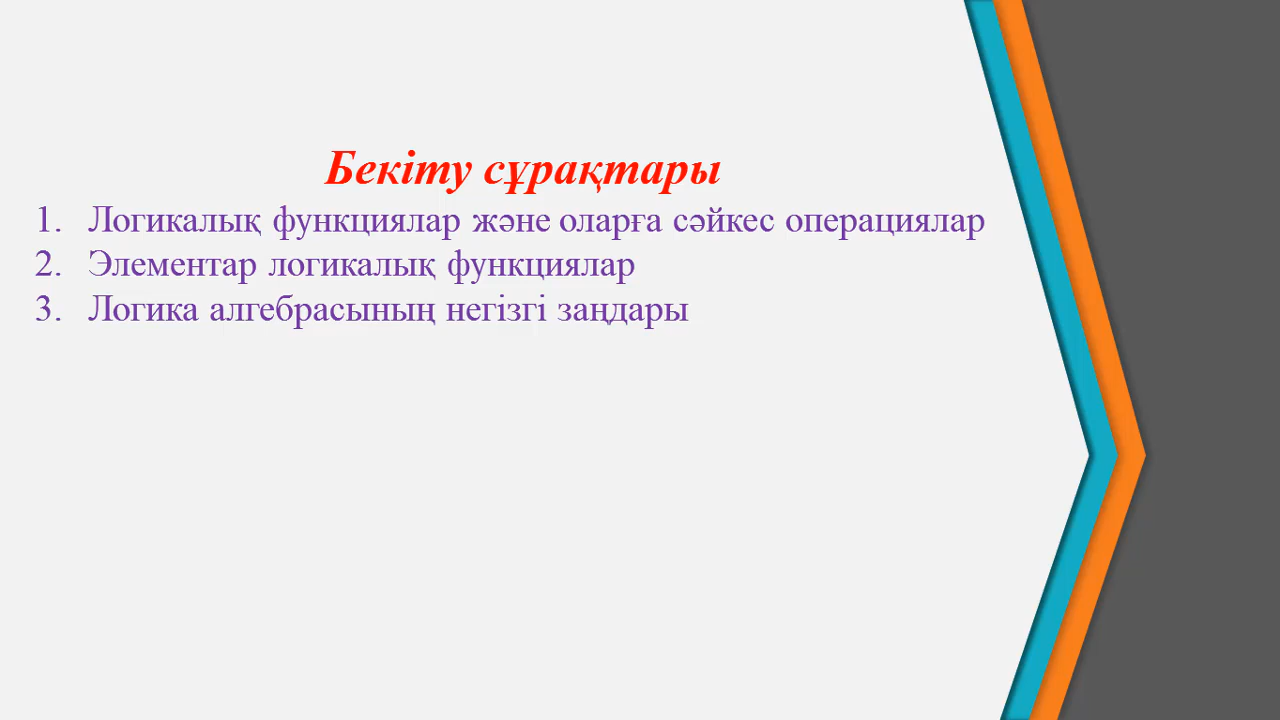 Бекіту сұрақтары
1. Логикалық функциялар және оларға сәйкес операциялар
2. Элементар логикалық функциялар
3. Логика алгебрасының негізгі заңдары